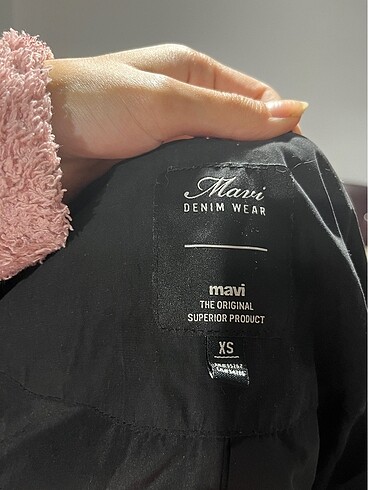 Mavi
DENIM WEAR
mavi
THE ORIGINAL
SUPERIOR PRODUCT
XS